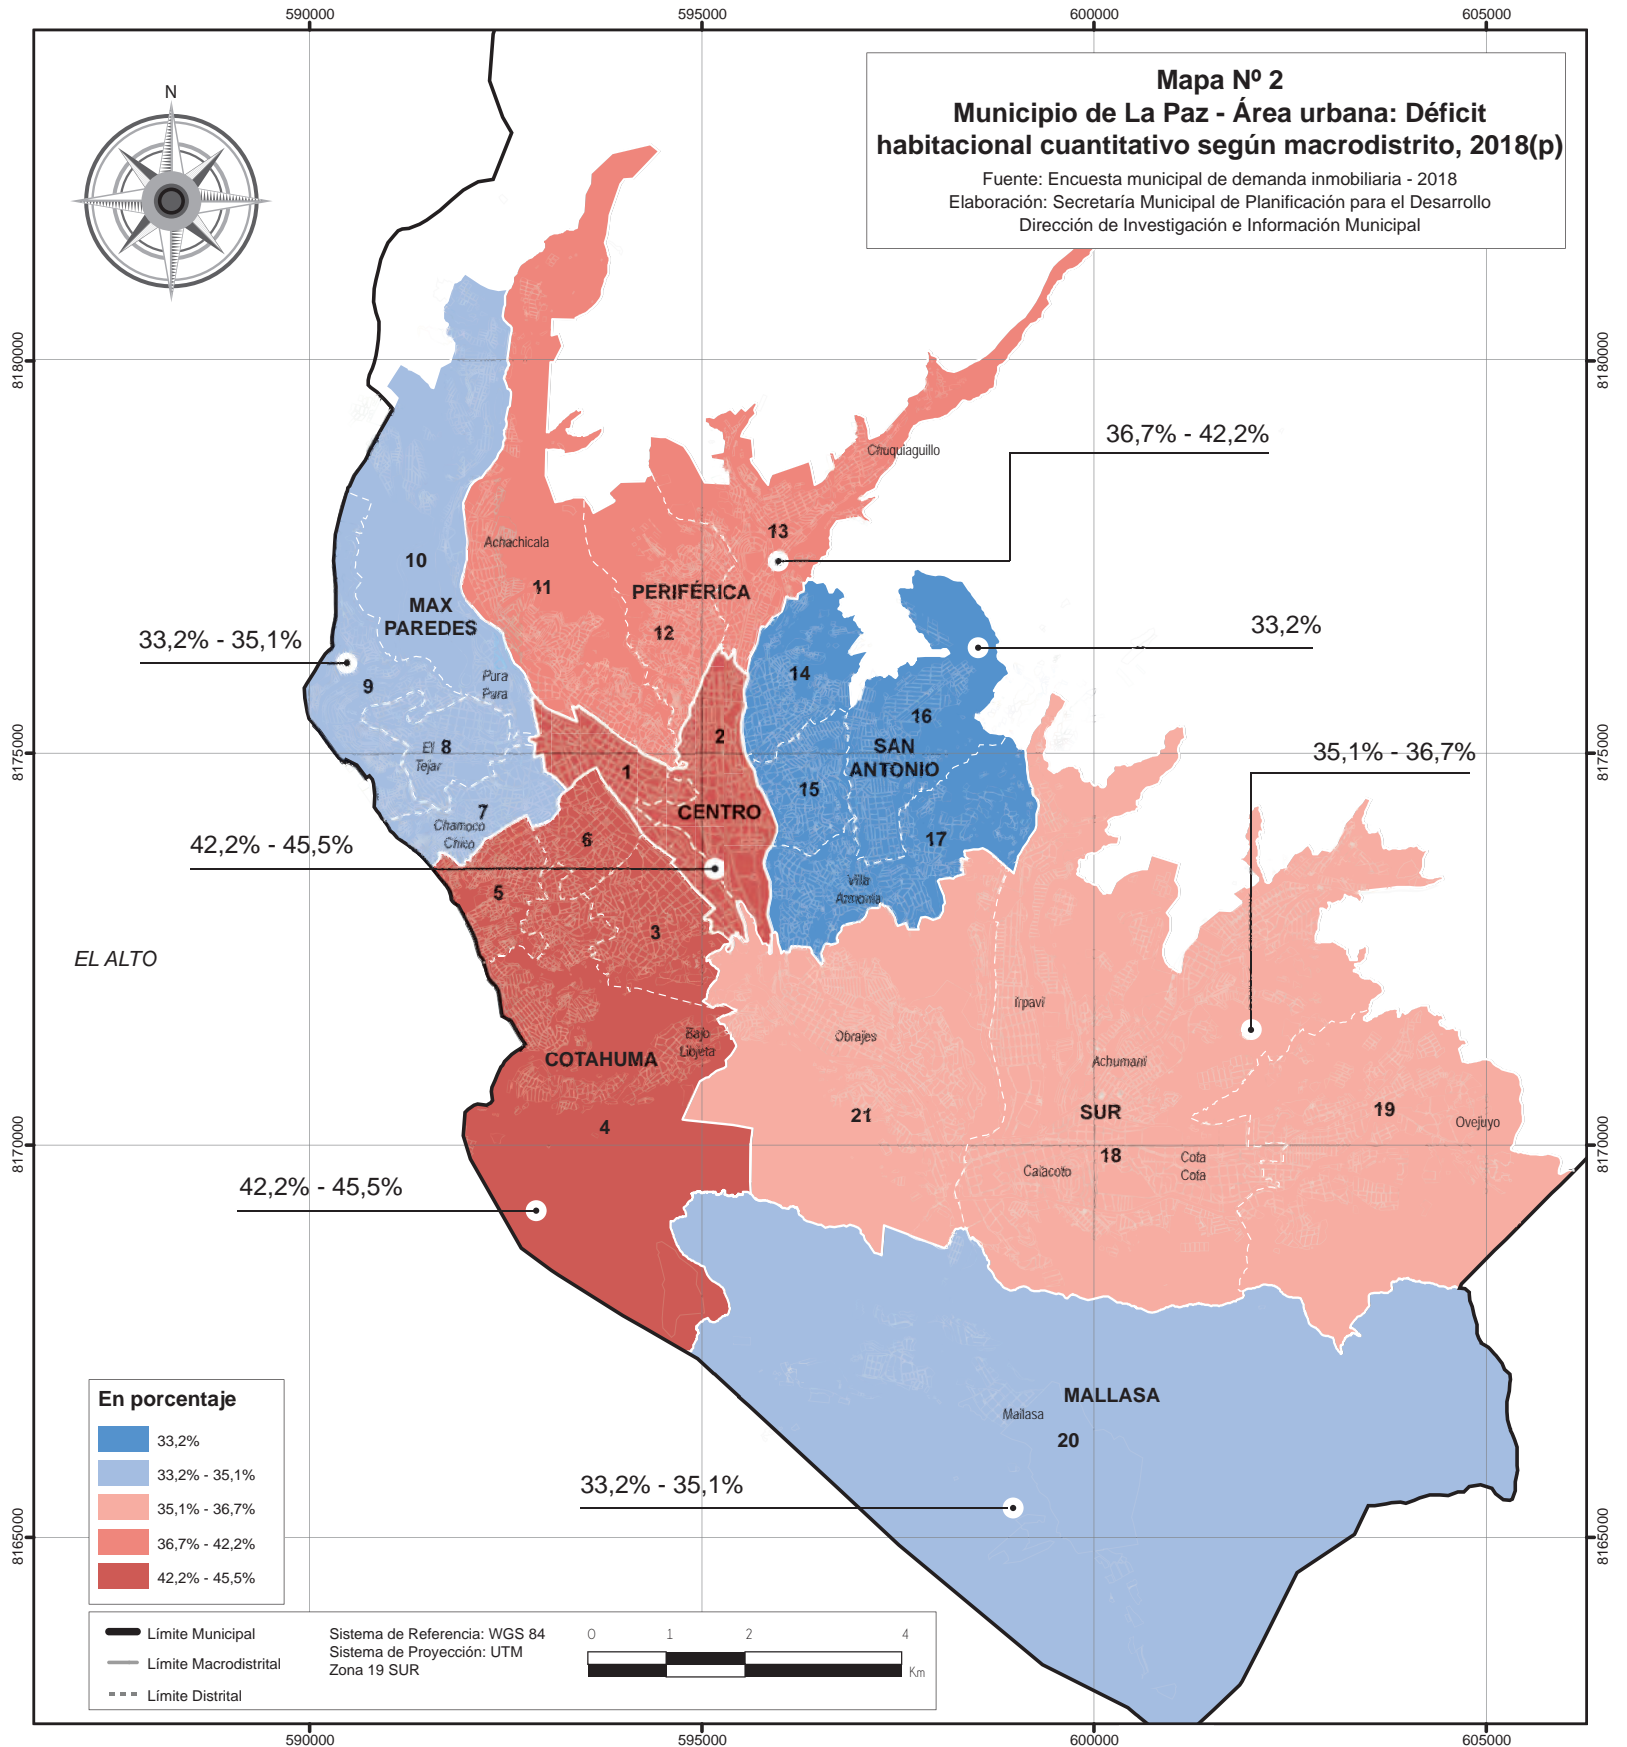 590000
595000
600000
605000
Mapa Nº 2
Municipio de La Paz - Área urbana: Déficit
habitacional cuantitativo según macrodistrito, 2018(p)
Fuente: Encuesta municipal de demanda inmobiliaria - 2018
Elaboración: Secretaría Municipal de Planificación para el Desarrollo
Dirección de Investigación e Información Municipal
N
8180000
8180000
36,7% - 42,2%
Chuquiaguillo
13
Achachicala
10
11
PERIFÉRICA
MAX
PAREDES
12
33,2% - 35,1%
33,2%
9
Pura
Pura
14
16
2
8175000
8175000
El
Tejar
8
SAN
ANTONIO
35,1% - 36,7%
1
15
7
CENTRO
Chamoco
Chico
6
17
42,2% - 45,5%
5
Villa
Armonia
3
EL ALTO
Irpavi
Obrajes
Bajo
Llojeta
COTAHUMA
Achumani
4
21
SUR
19
Ovejuyo
8170000
8170000
18
Calacoto
Cota
Cota
42,2% - 45,5%
MALLASA
Mallasa
20
33,2% - 35,1%
8165000
8165000
En porcentaje
33,2%
33,2% - 35,1%
35,1% - 36,7%
36,7% - 42,2%
42,2% - 45,5%
Límite Municipal
Límite Macrodistrital
Límite Distrital
Sistema de Referencia: WGS 84
Sistema de Proyección: UTM
Zona 19 SUR
0 1 2 4
Km
590000
595000
600000
605000